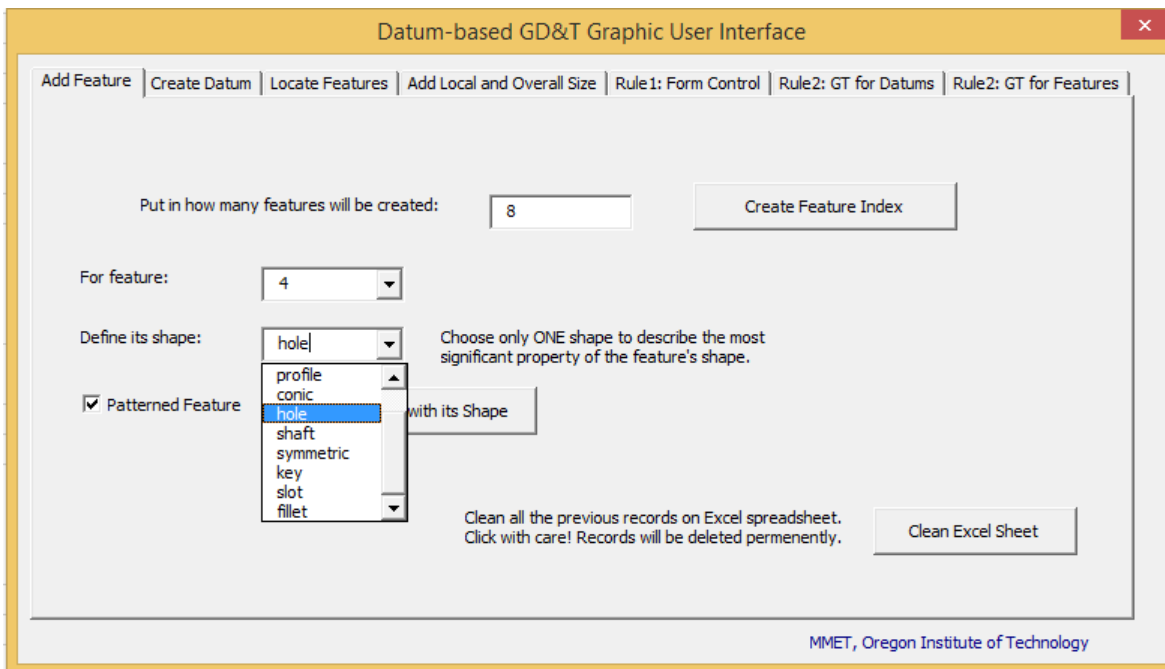 Datum-based GD&T Graphic User Interface
Add Feature
Create Datum
Locate Features
Add Local and Overall Size
Rule1: Form Control
Rule2: GT for Datums
Rule2: GT for Features
Put in how many features will be created:
8
Create Feature Index
For feature:
4
Define its shape:
hole
Choose only ONE shape to describe the most
significant property of the feature's shape.
profile
conic
hole
shaft
symmetric
key
slot
fillet
Patterned Feature
with its Shape
Clean all the previous records on Excel spreadsheet.
Click with care! Records will be deleted permenently.
Clean Excel Sheet
MMET, Oregon Institute of Technology